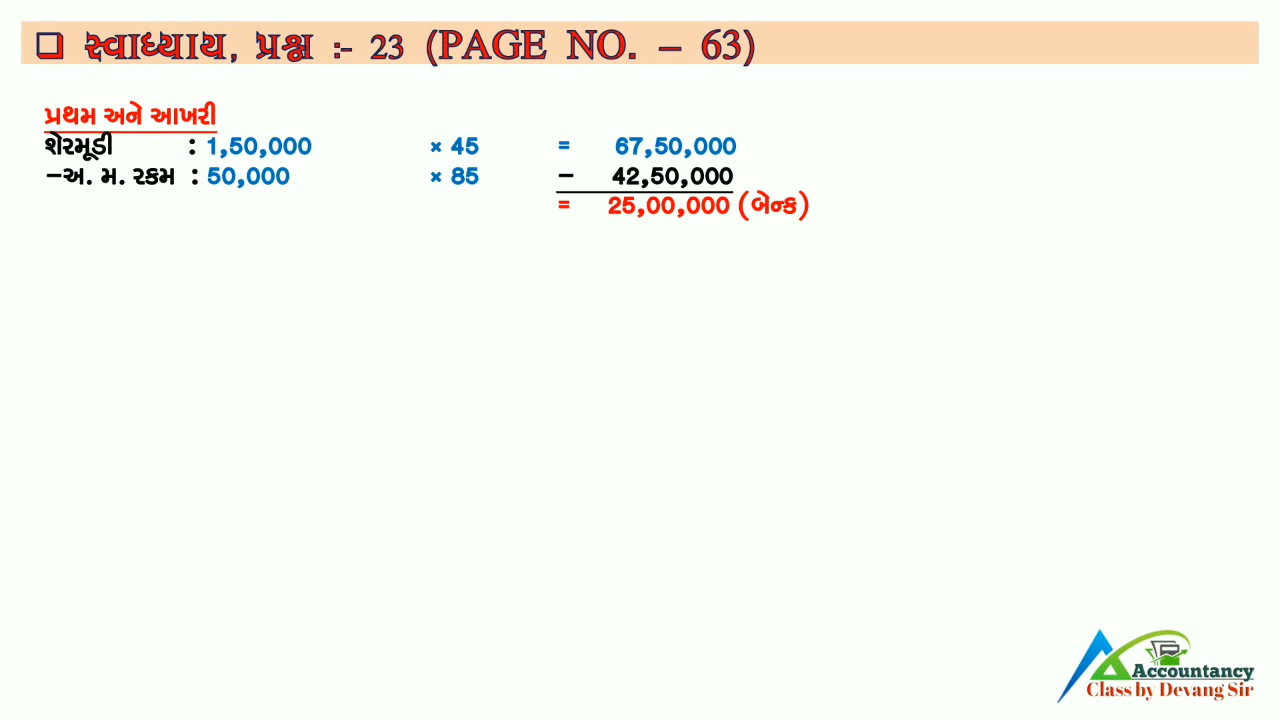 ❑ સ્વાધ્યાય, પ્રશ્ન :- 23 (PAGE NO. – 63)
પ્રથમ અને આખરી
શેરમૂડી : 1,50,000 × 45 = 67,50,000
–અ. મ. રકમ : 50,000 × 85 – 42,50,000
= 25,00,000 (બેન્ક)
Accountancy
Class by Devang Sir